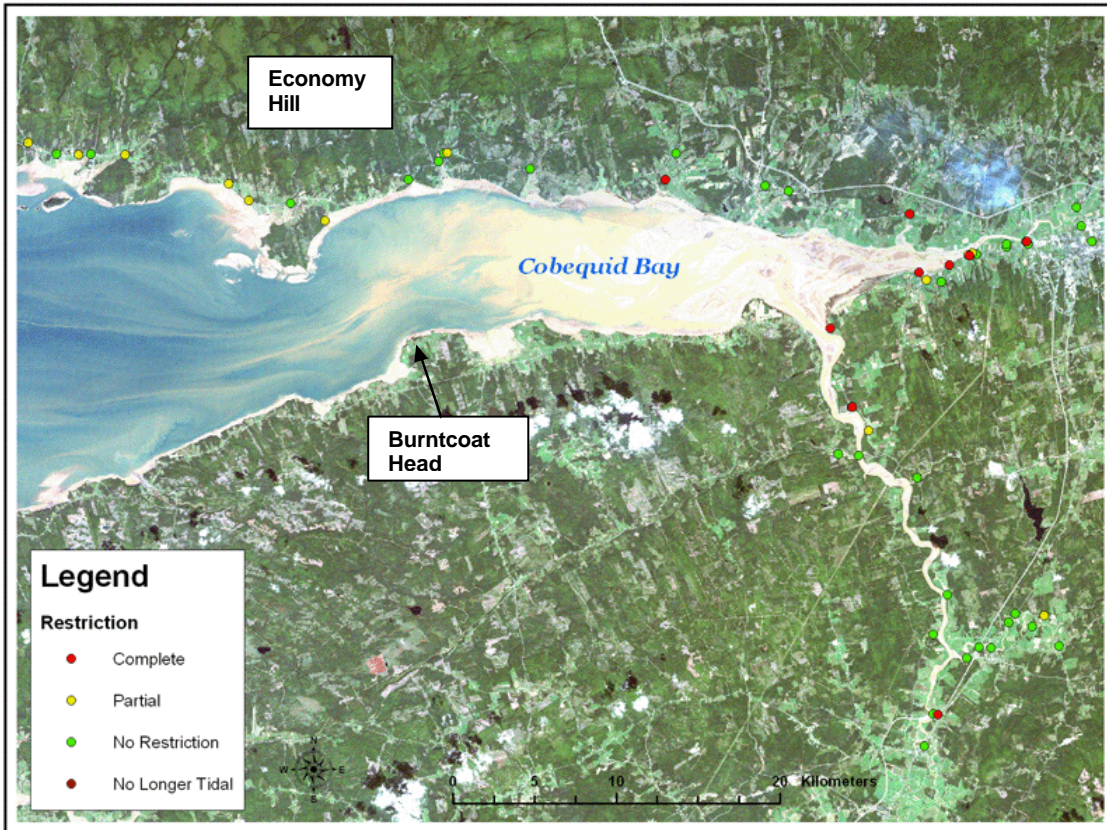 Economy
Hill
Cobequid Bay
Burntcoat
Head
Legend
Restriction
Complete
Partial
No Restriction
No Longer Tidal
N
W E
S
0 5 10 20 Kilometers